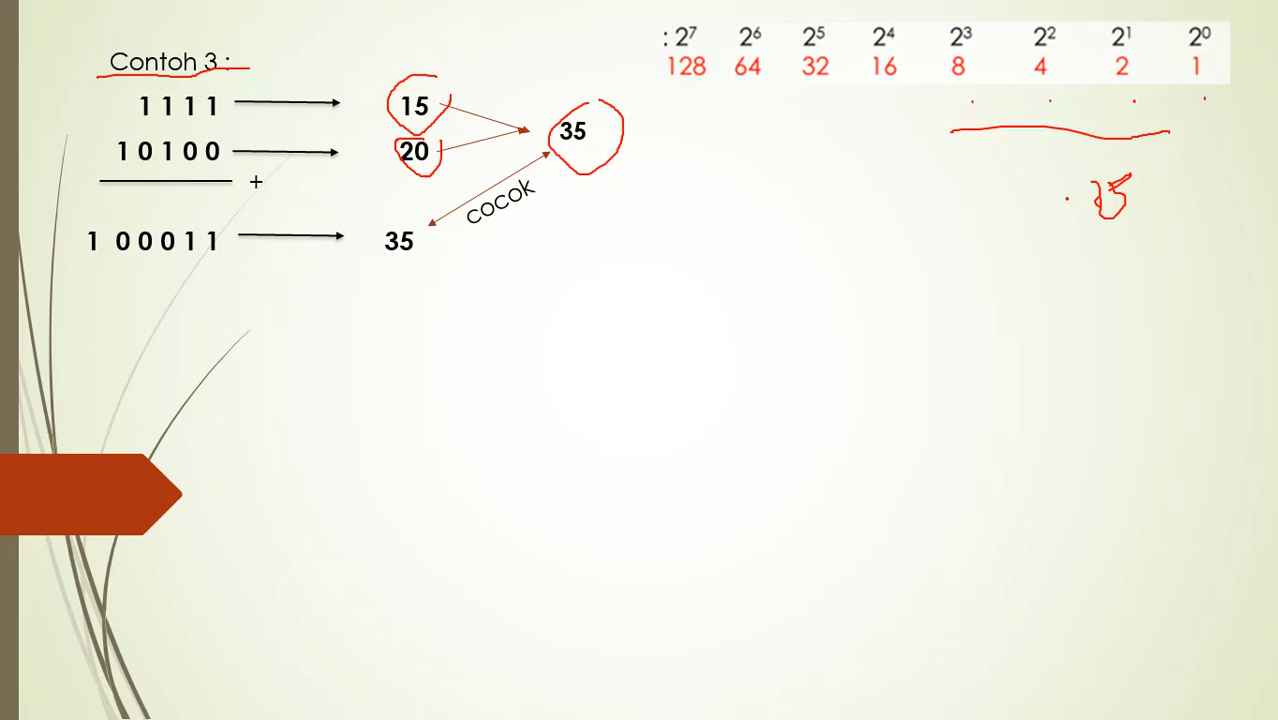 Contoh 3 :
1 1 1 1 15
1 0 1 0 0 20
35
+
cocok
1 0 0 0 1 1 35
: 2⁷ 2⁶ 2⁵ 2⁴ 2³ 2² 2¹ 2⁰
128 64 32 16 8 4 2 1